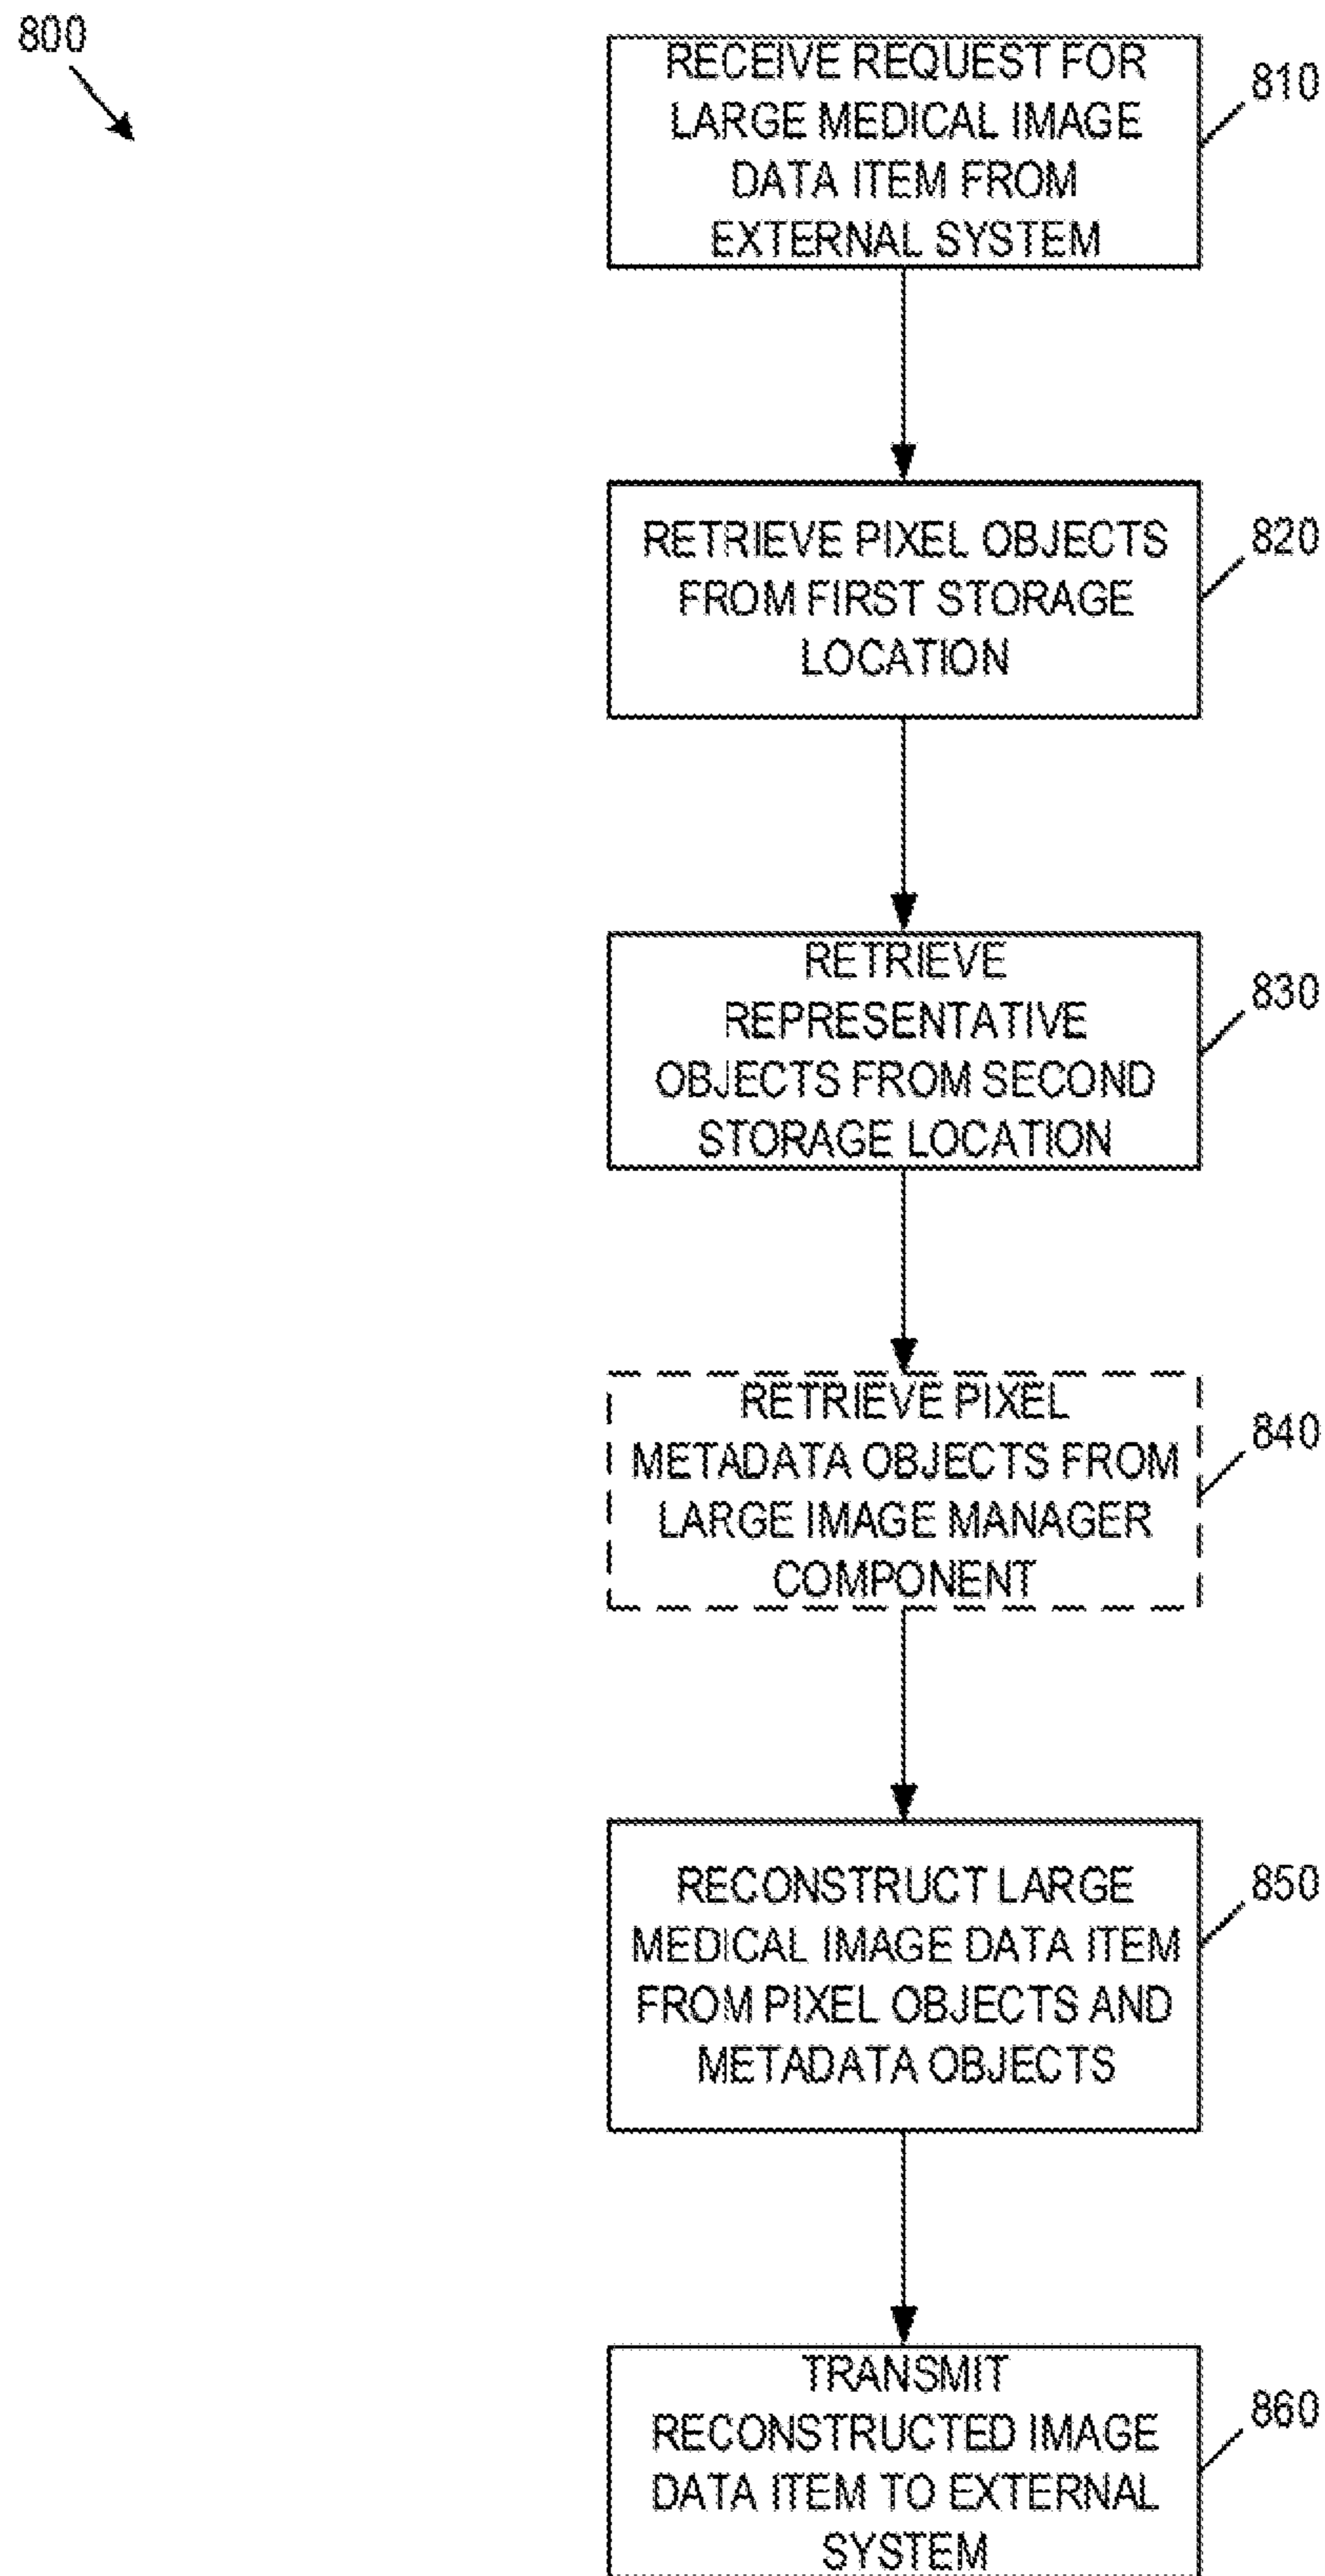 800
RECEIVE REQUEST FOR
LARGE MEDICAL IMAGE
DATA ITEM FROM
EXTERNAL SYSTEM
810
RETRIEVE PIXEL OBJECTS
FROM FIRST STORAGE
LOCATION
820
RETRIEVE
REPRESENTATIVE
OBJECTS FROM SECOND
STORAGE LOCATION
830
RETRIEVE PIXEL
METADATA OBJECTS FROM
LARGE IMAGE MANAGER
COMPONENT
840
RECONSTRUCT LARGE
MEDICAL IMAGE DATA ITEM
FROM PIXEL OBJECTS AND
METADATA OBJECTS
850
TRANSMIT
RECONSTRUCTED IMAGE
DATA ITEM TO EXTERNAL
SYSTEM
860